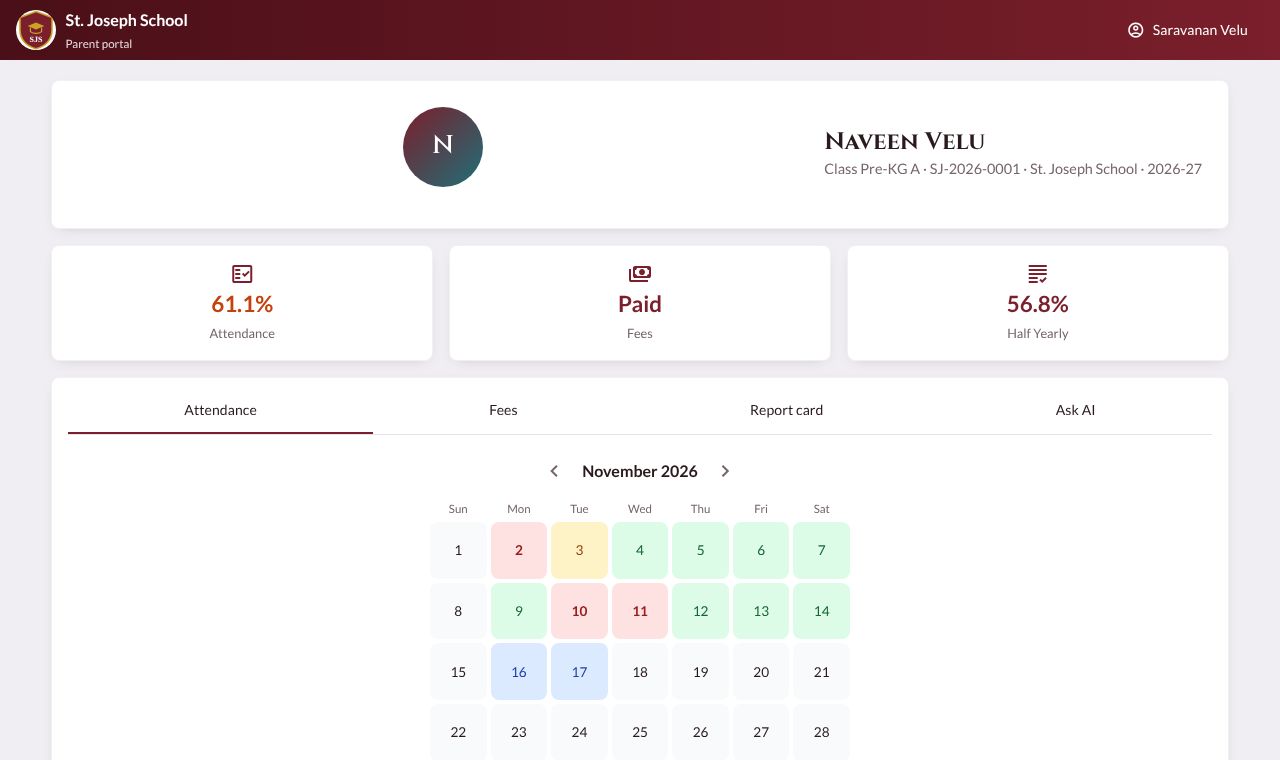 St. Joseph School
Parent portal
SJS
Saravanan Velu
N
Naveen Velu
Class Pre-KG A · SJ-2026-0001 · St. Joseph School · 2026-27
61.1%
Attendance
Paid
Fees
56.8%
Half Yearly
Attendance Fees Report card Ask AI
November 2026
Sun Mon Tue Wed Thu Fri Sat
1 2 3 4 5 6 7
8 9 10 11 12 13 14
15 16 17 18 19 20 21
22 23 24 25 26 27 28